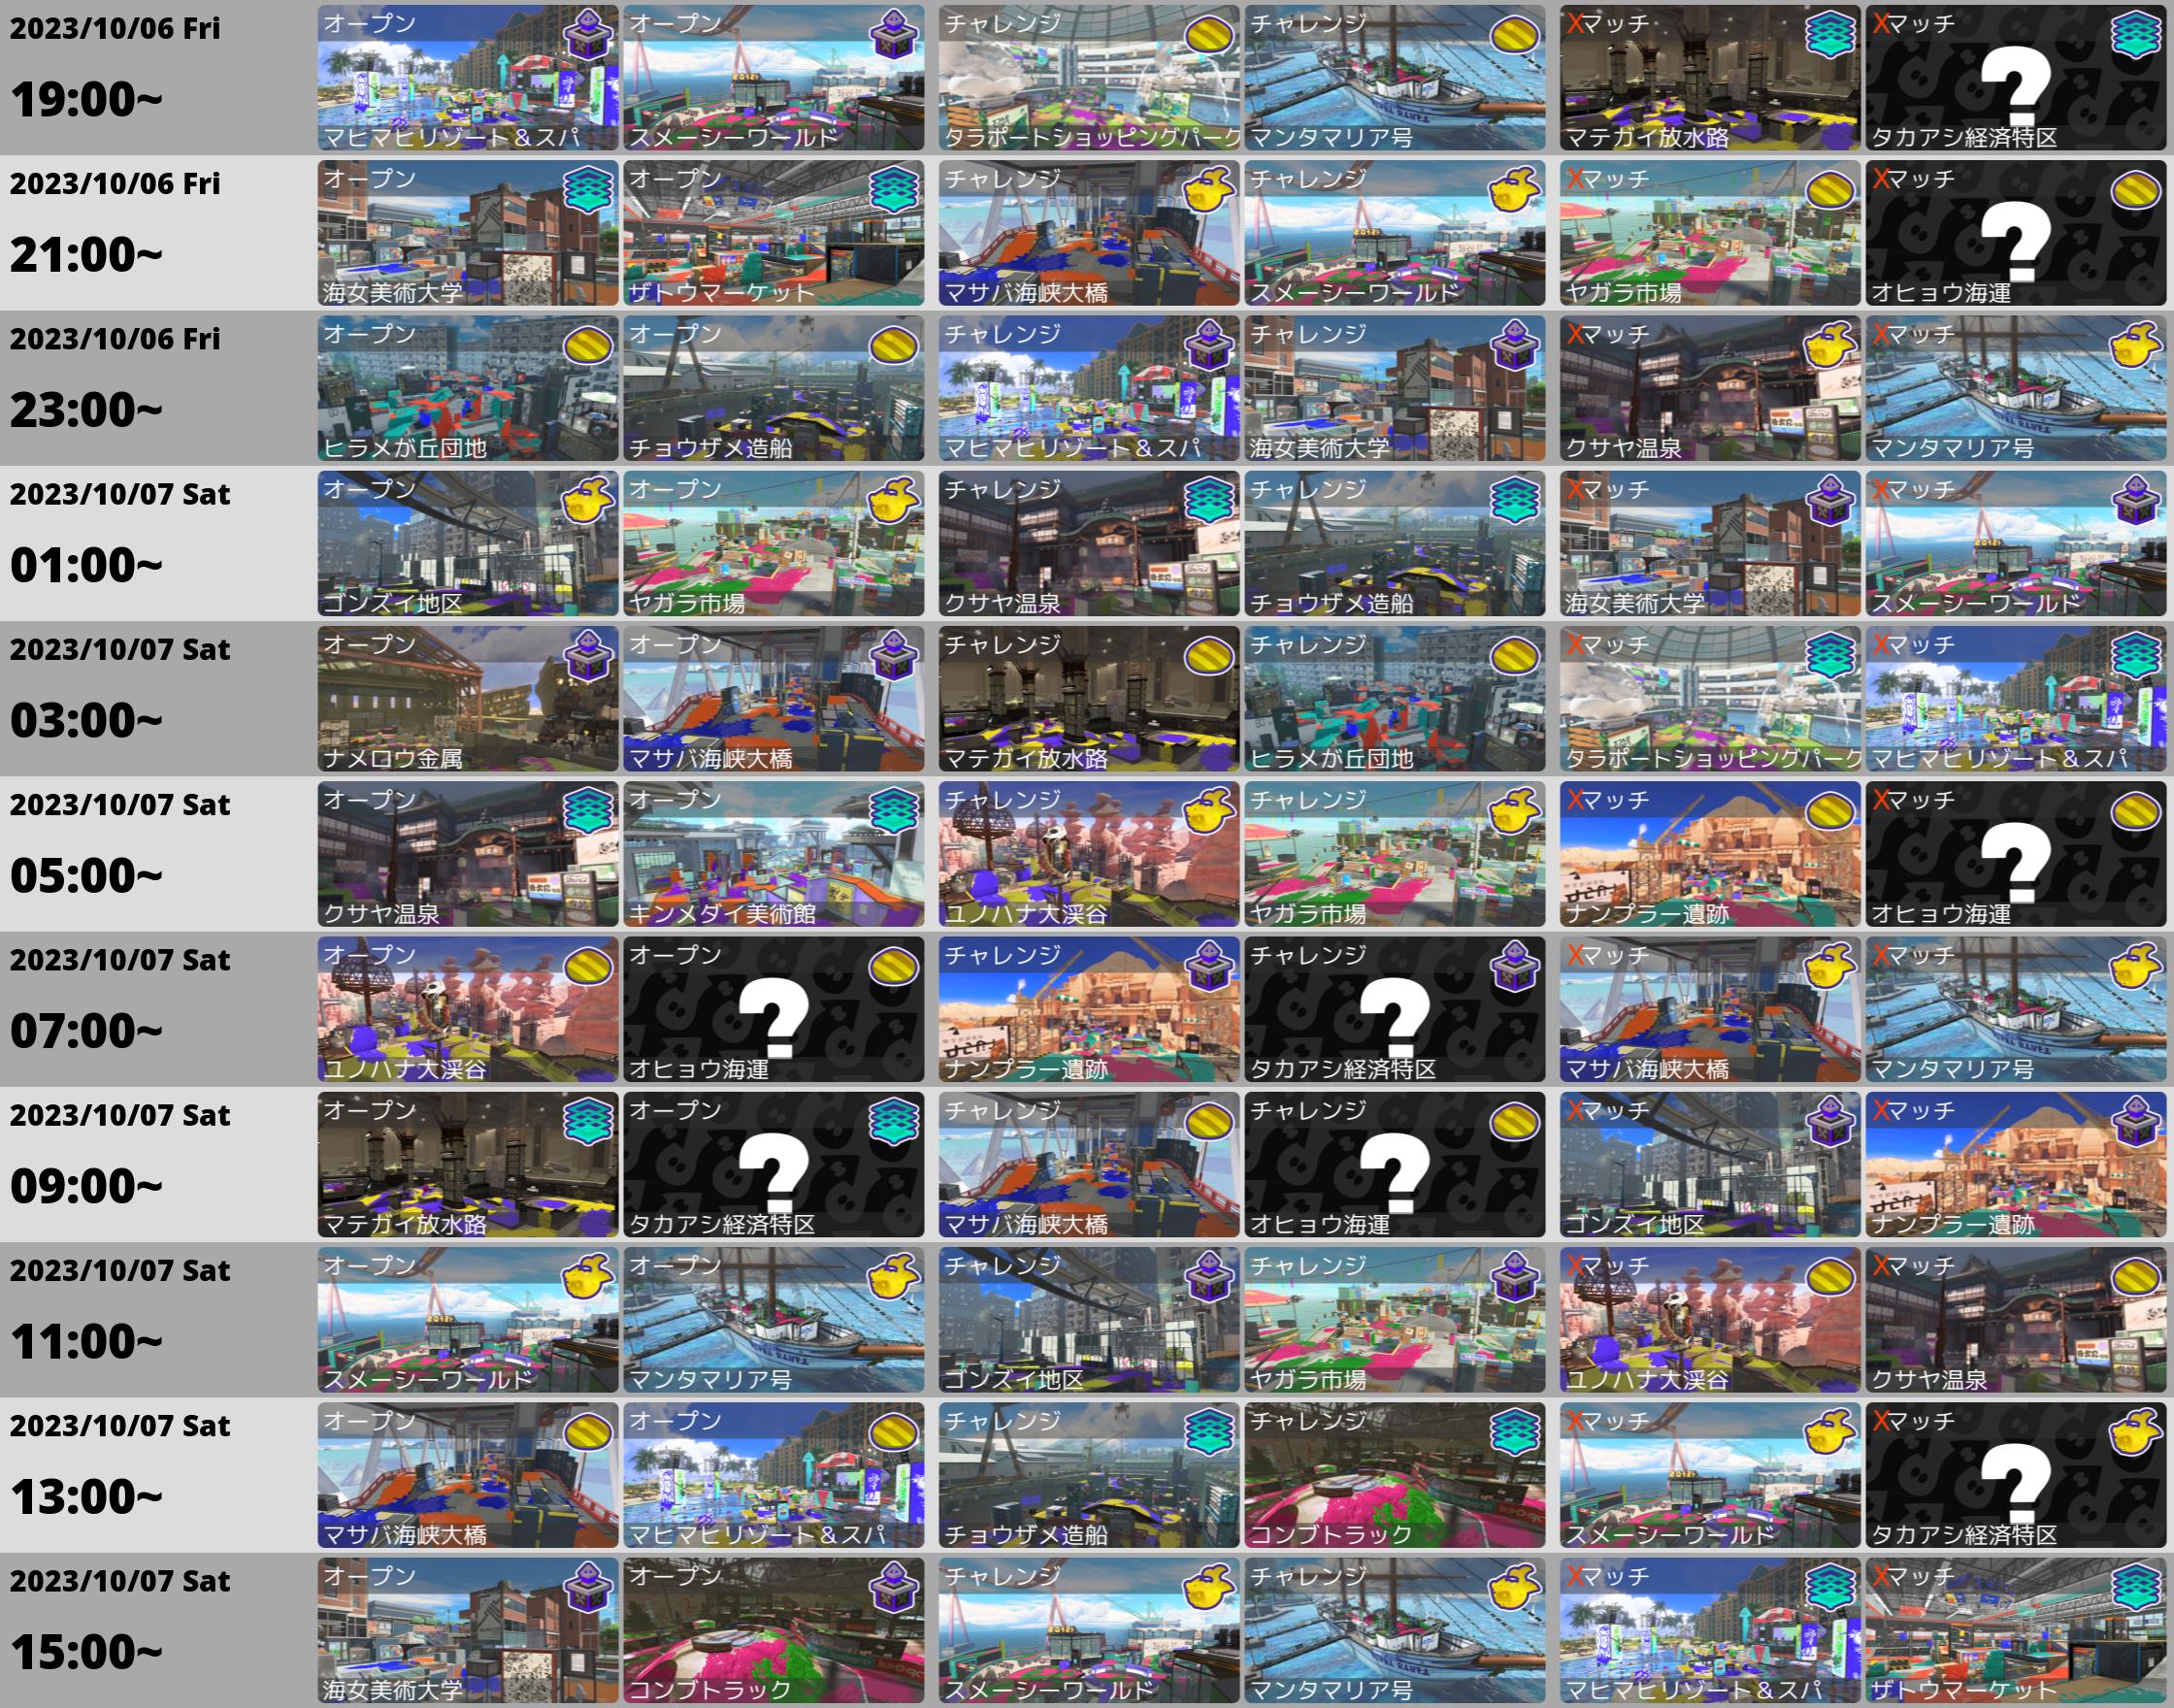 2023/10/06 Fri
19:00~
オープン
マヒマヒリゾート&スパ
オープン
スメーシーワールド
チャレンジ
タラポートショッピングパーク
チャレンジ
マンタマリア号
Xマッチ
マテガイ放水路
Xマッチ
タカアシ経済特区
2023/10/06 Fri
21:00~
オープン
海女美術大学
オープン
ザトウマーケット
チャレンジ
マサバ海峡大橋
チャレンジ
スメーシーワールド
Xマッチ
ヤガラ市場
Xマッチ
オヒョウ海運
2023/10/06 Fri
23:00~
オープン
ヒラメが丘団地
オープン
チョウザメ造船
チャレンジ
マヒマヒリゾート&スパ
チャレンジ
海女美術大学
Xマッチ
クサヤ温泉
Xマッチ
マンタマリア号
2023/10/07 Sat
01:00~
オープン
ゴンズイ地区
オープン
ヤガラ市場
チャレンジ
クサヤ温泉
チャレンジ
チョウザメ造船
Xマッチ
海女美術大学
Xマッチ
スメーシーワールド
2023/10/07 Sat
03:00~
オープン
ナメロウ金属
オープン
マサバ海峡大橋
チャレンジ
マテガイ放水路
チャレンジ
ヒラメが丘団地
Xマッチ
タラポートショッピングパーク
Xマッチ
マヒマヒリゾート&スパ
2023/10/07 Sat
05:00~
オープン
クサヤ温泉
オープン
キンメダイ美術館
チャレンジ
ユノハナ大渓谷
チャレンジ
ヤガラ市場
Xマッチ
ナンプラー遺跡
Xマッチ
オヒョウ海運
2023/10/07 Sat
07:00~
オープン
ユノハナ大渓谷
オープン
オヒョウ海運
チャレンジ
ナンプラー遺跡
チャレンジ
タカアシ経済特区
Xマッチ
マサバ海峡大橋
Xマッチ
マンタマリア号
2023/10/07 Sat
09:00~
オープン
マテガイ放水路
オープン
タカアシ経済特区
チャレンジ
マサバ海峡大橋
チャレンジ
オヒョウ海運
Xマッチ
ゴンズイ地区
Xマッチ
ナンプラー遺跡
2023/10/07 Sat
11:00~
オープン
スメーシーワールド
オープン
マンタマリア号
チャレンジ
ゴンズイ地区
チャレンジ
ヤガラ市場
Xマッチ
ユノハナ大渓谷
Xマッチ
クサヤ温泉
2023/10/07 Sat
13:00~
オープン
マサバ海峡大橋
オープン
マヒマヒリゾート&スパ
チャレンジ
チョウザメ造船
チャレンジ
コンブトラック
Xマッチ
スメーシーワールド
Xマッチ
タカアシ経済特区
2023/10/07 Sat
15:00~
オープン
海女美術大学
オープン
コンブトラック
チャレンジ
スメーシーワールド
チャレンジ
マンタマリア号
Xマッチ
マヒマヒリゾート&スパ
Xマッチ
ザトウマーケット